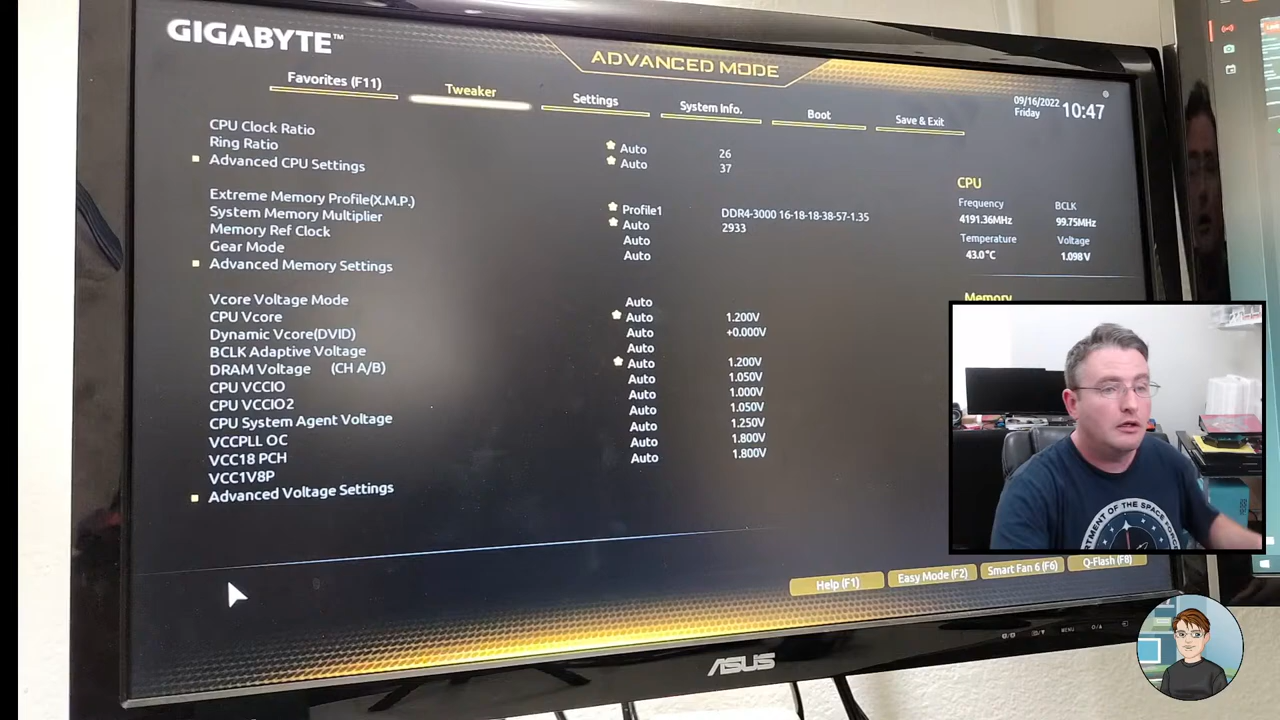 GIGABYTE™
ADVANCED MODE
Favorites (F11)
Tweaker
Settings
System Info.
Boot
Save & Exit
09/16/2022
Friday
10:47
CPU Clock Ratio Auto 26
Ring Ratio Auto 37
Advanced CPU Settings
Extreme Memory Profile(X.M.P.) Profile1 DDR4-3000 16-18-18-38-57-1.35
System Memory Multiplier Auto 2933
Memory Ref Clock Auto
Gear Mode Auto
Advanced Memory Settings
Vcore Voltage Mode Auto
CPU Vcore Auto 1.200V
Dynamic Vcore(DVID) Auto +0.000V
BCLK Adaptive Voltage Auto
DRAM Voltage (CH A/B) Auto 1.200V
CPU VCCIO Auto 1.050V
CPU VCCIO2 Auto 1.000V
CPU System Agent Voltage Auto 1.050V
VCCPLL OC Auto 1.250V
VCC18 PCH Auto 1.800V
VCC1V8P Auto 1.800V
Advanced Voltage Settings
CPU
Frequency BCLK
4191.36MHz 99.75MHz
Temperature Voltage
43.0 °C 1.098 V
Memory
Help (F1)
Easy Mode (F2)
Smart Fan 6 (F6)
Q-Flash (F8)
ASUS
MENU